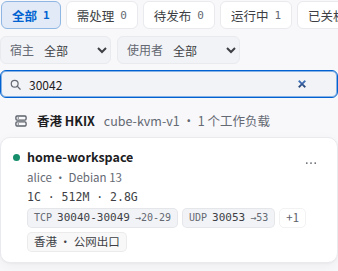 全部 1 需处理 0 待发布 0 运行中 1 已关
宿主 全部 使用者 全部
30042 ×
香港 HKIX cube-kvm-v1 • 1 个工作负载
home-workspace ...
alice • Debian 13
1C · 512M · 2.8G
TCP 30040-30049 →20-29 UDP 30053 →53 +1
香港 • 公网出口